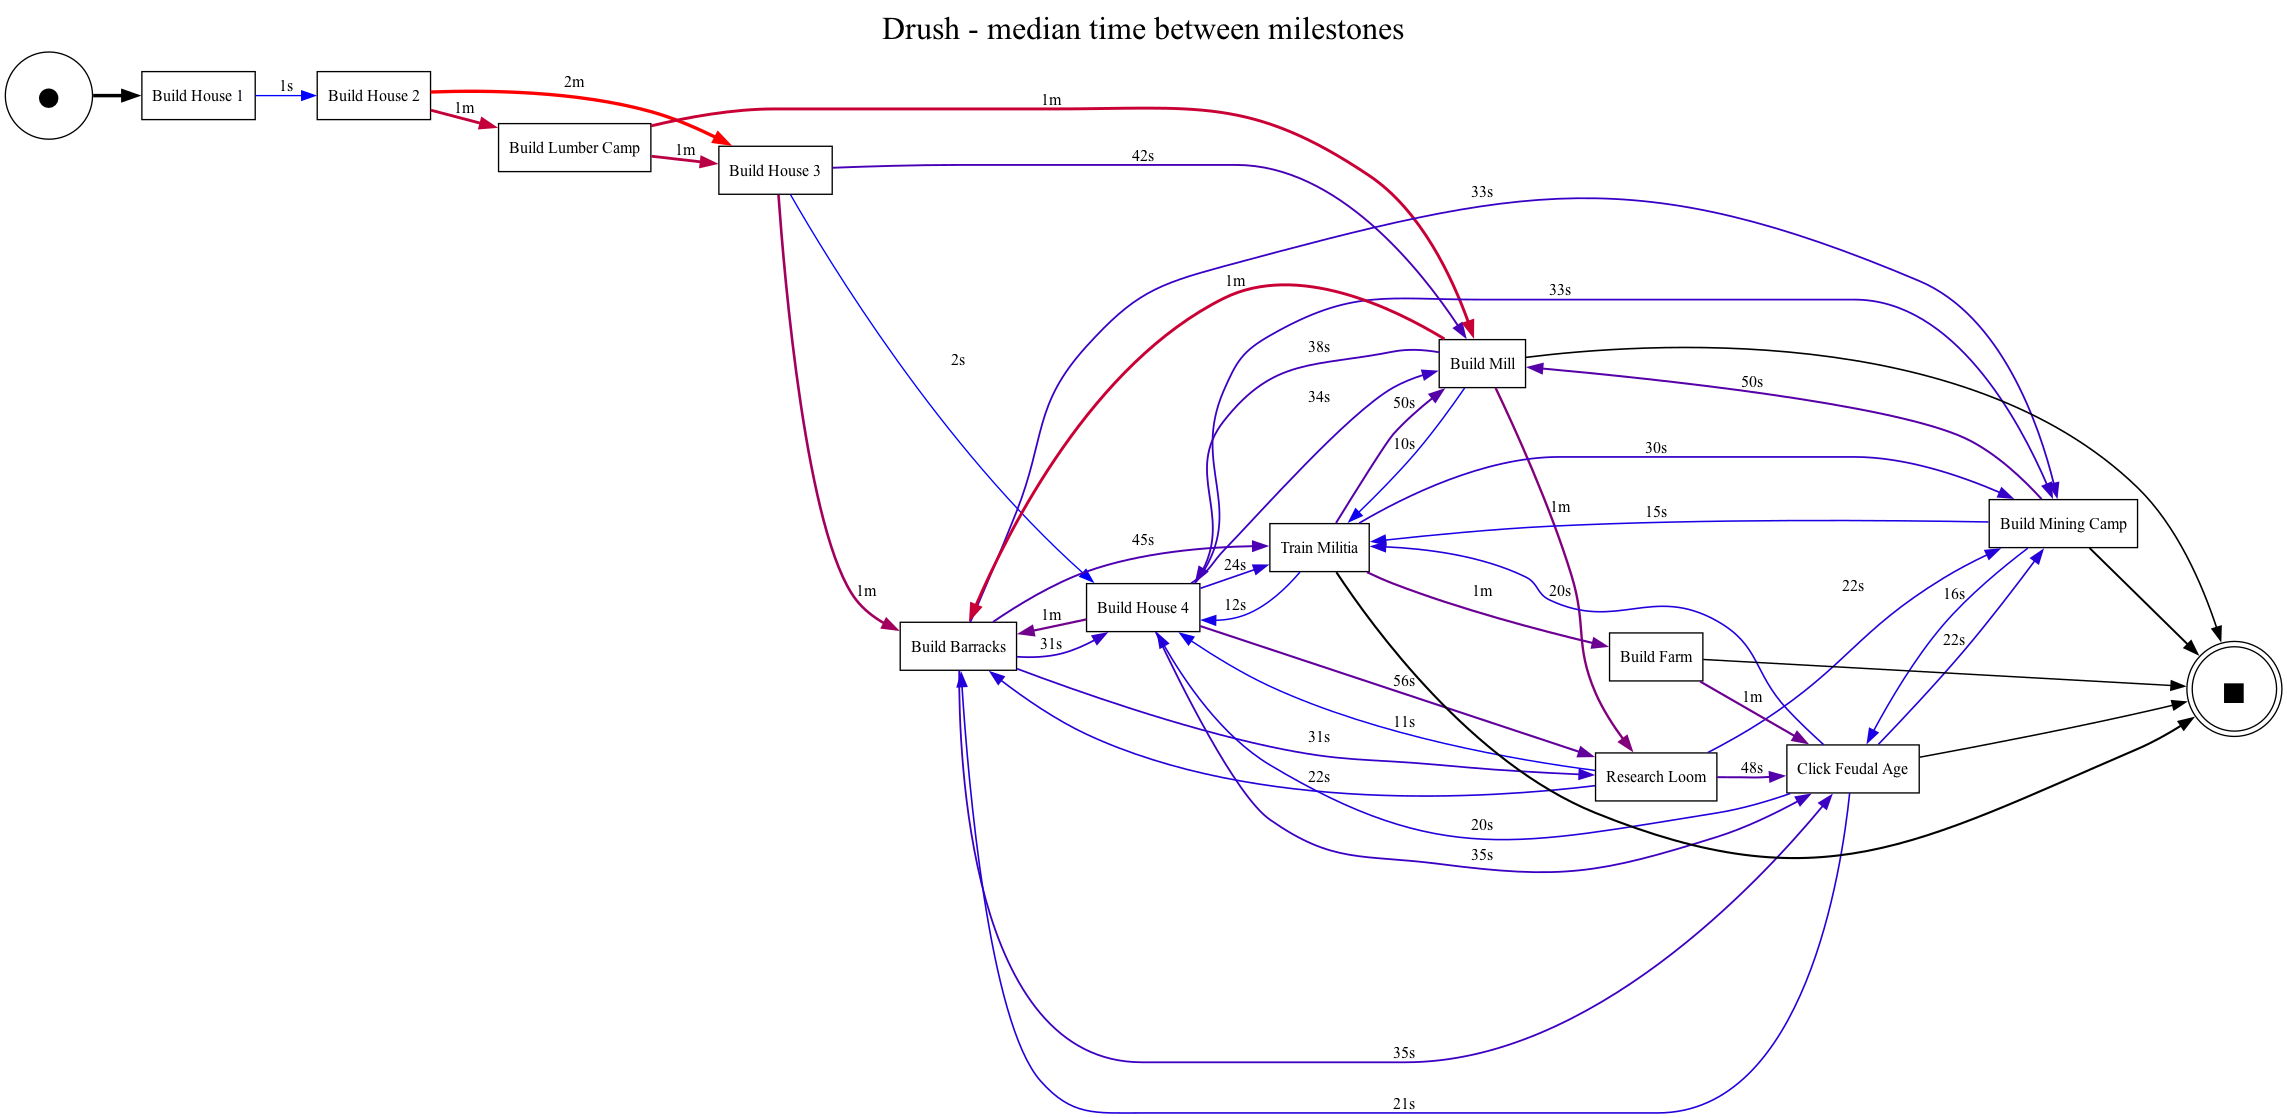 Drush - median time between milestones
Build House 1
1s
Build House 2
2m
1m
Build Lumber Camp
1m
1m
Build House 3
42s
33s
2s
1m
33s
38s
Build Mill
34s
50s
50s
10s
30s
1m
15s
Build Mining Camp
45s
Train Militia
24s
20s
22s
16s
1m
1m
12s
Build House 4
1m
31s
Build Barracks
22s
Build Farm
56s
1m
11s
31s
22s
Research Loom
48s
Click Feudal Age
20s
35s
35s
21s